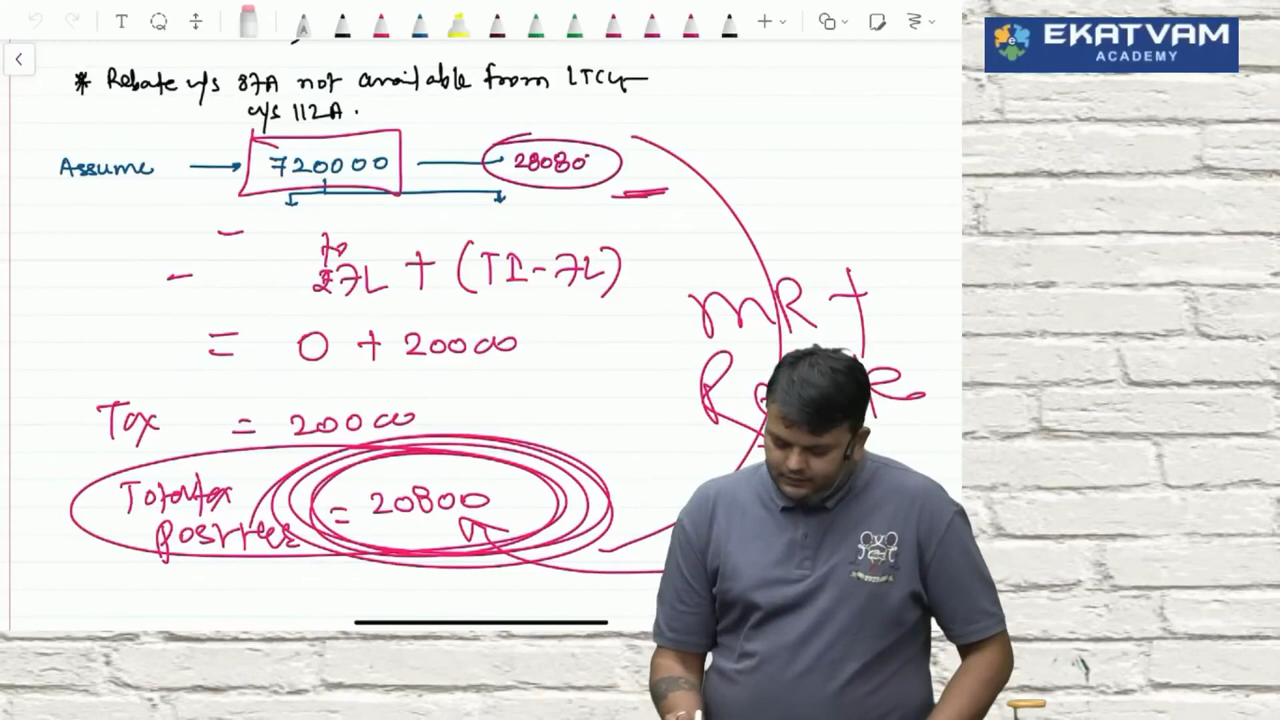 EKATVAM
ACADEMY
* Rebate u/s 87A not available from LTCG
u/s 112A.
Assume → 720000 — 28080
- to
- 7L + (TI-7L)
= 0 + 20000
MR +
Tax = 20000
Total tax = 20800